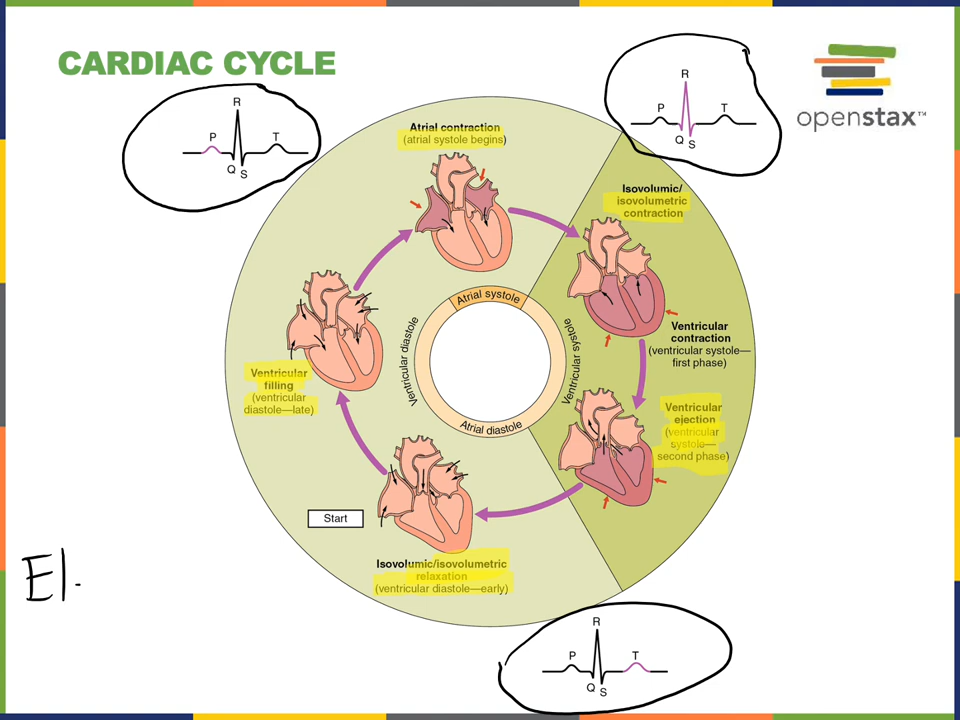 CARDIAC CYCLE
openstax™
R
P
T
Q
S
R
P
T
Q
S
Atrial contraction
(atrial systole begins)
Isovolumic/
isovolumetric
contraction
Atrial systole
Ventricular diastole
Ventricular systole
Atrial diastole
Ventricular
contraction
(ventricular systole—
first phase)
Ventricular
filling
(ventricular
diastole—late)
Ventricular
ejection
(ventricular
systole—
second phase)
Start
Isovolumic/isovolumetric
relaxation
(ventricular diastole—early)
El.
R
P
T
Q
S